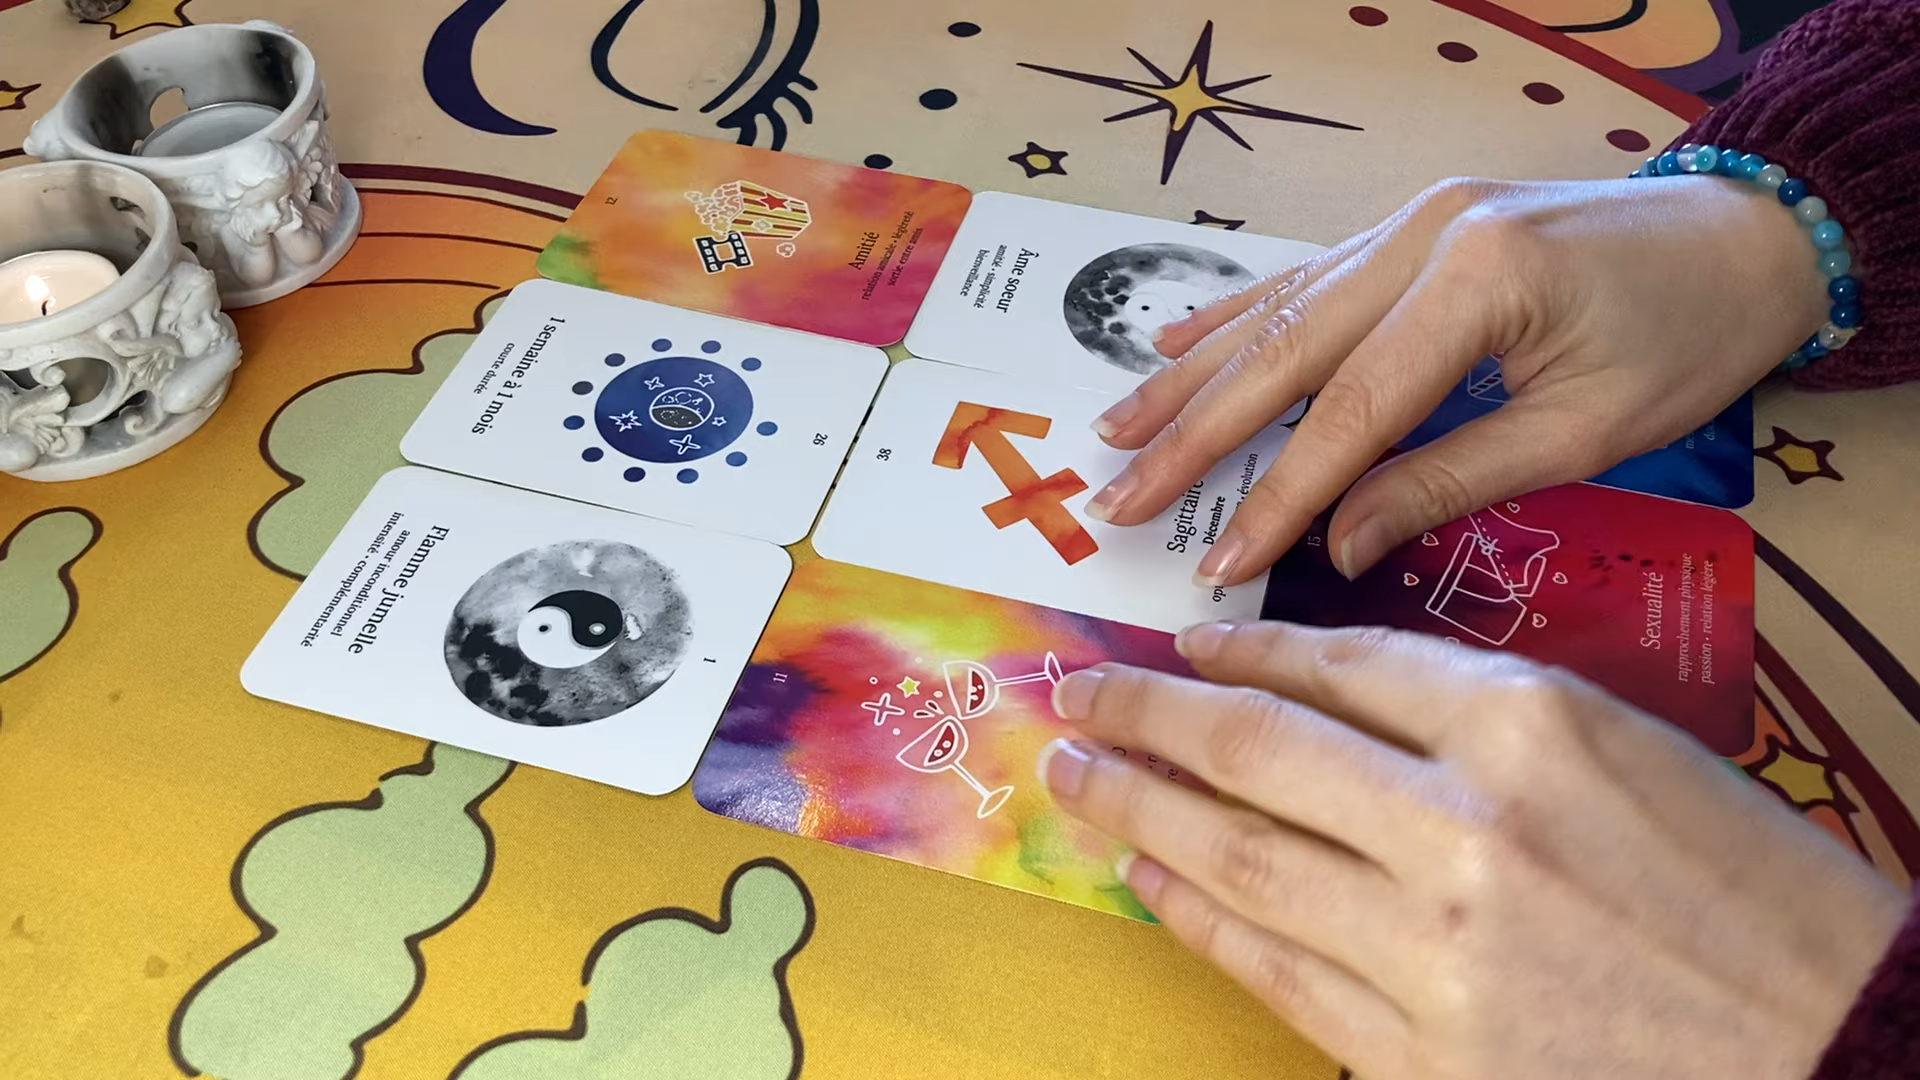 12
Amitié
relation amicale • légèreté
sortie entre amis
Âme soeur
amitié • simplicité
bienveillance
1 semaine à 1 mois
courte durée
26
38
Sagittaire
Décembre
évolution
Flamme jumelle
amour inconditionnel
intensité • complémentarité
1
11
15
Sexualité
rapprochement physique
passion • relation légère